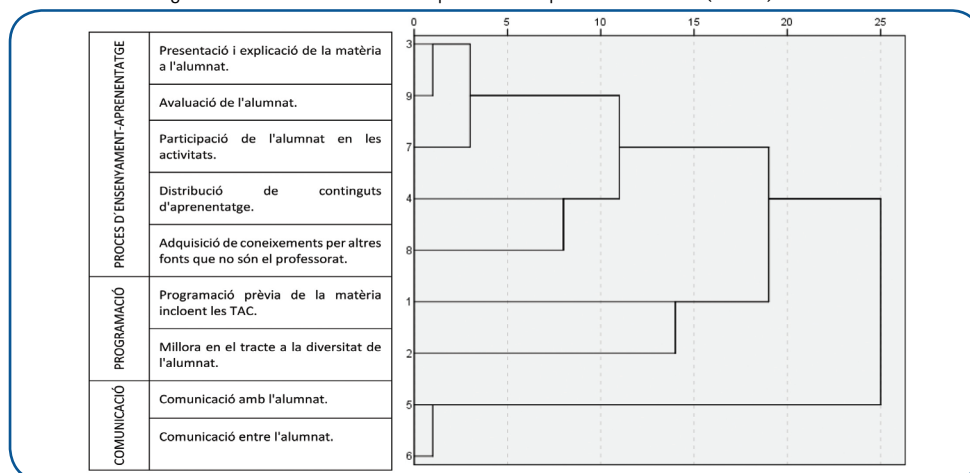 0 5 10 15 20 25
PROCES D´ENSENYAMENT-APRENENTATGE
Presentació i explicació de la matèria
a l'alumnat.
3
Avaluació de l'alumnat.
9
Participació de l'alumnat en les
activitats.
7
Distribució de continguts
d'aprenentatge.
4
Adquisició de coneixements per altres
fonts que no són el professorat.
8
PROGRAMACIÓ
Programació prèvia de la matèria
incloent les TAC.
1
Millora en el tracte a la diversitat de
l'alumnat.
2
COMUNICACIÓ
Comunicació amb l'alumnat.
5
Comunicació entre l'alumnat.
6